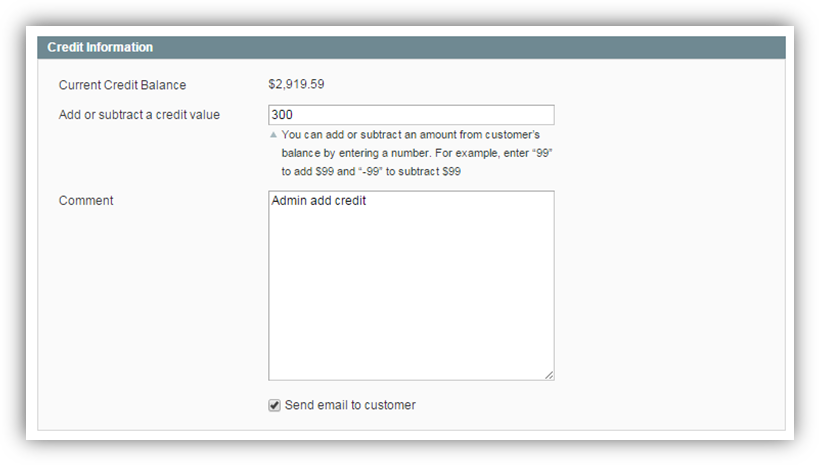 Credit Information
Current Credit Balance $2,919.59
Add or subtract a credit value 300
You can add or subtract an amount from customer's
balance by entering a number. For example, enter “99”
to add $99 and “-99” to subtract $99
Comment Admin add credit
Send email to customer